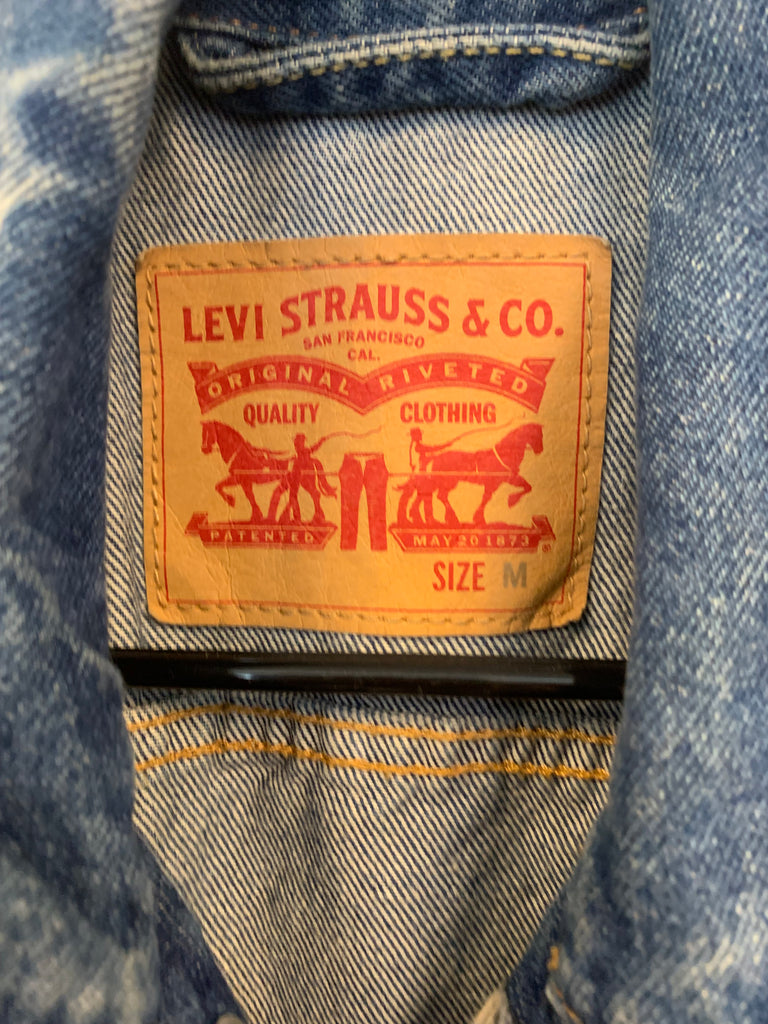 LEVI STRAUSS & CO.
SAN FRANCISCO
CAL.
ORIGINAL RIVETED
QUALITY CLOTHING
PATENTED MAY 20 1873 ®
SIZE M